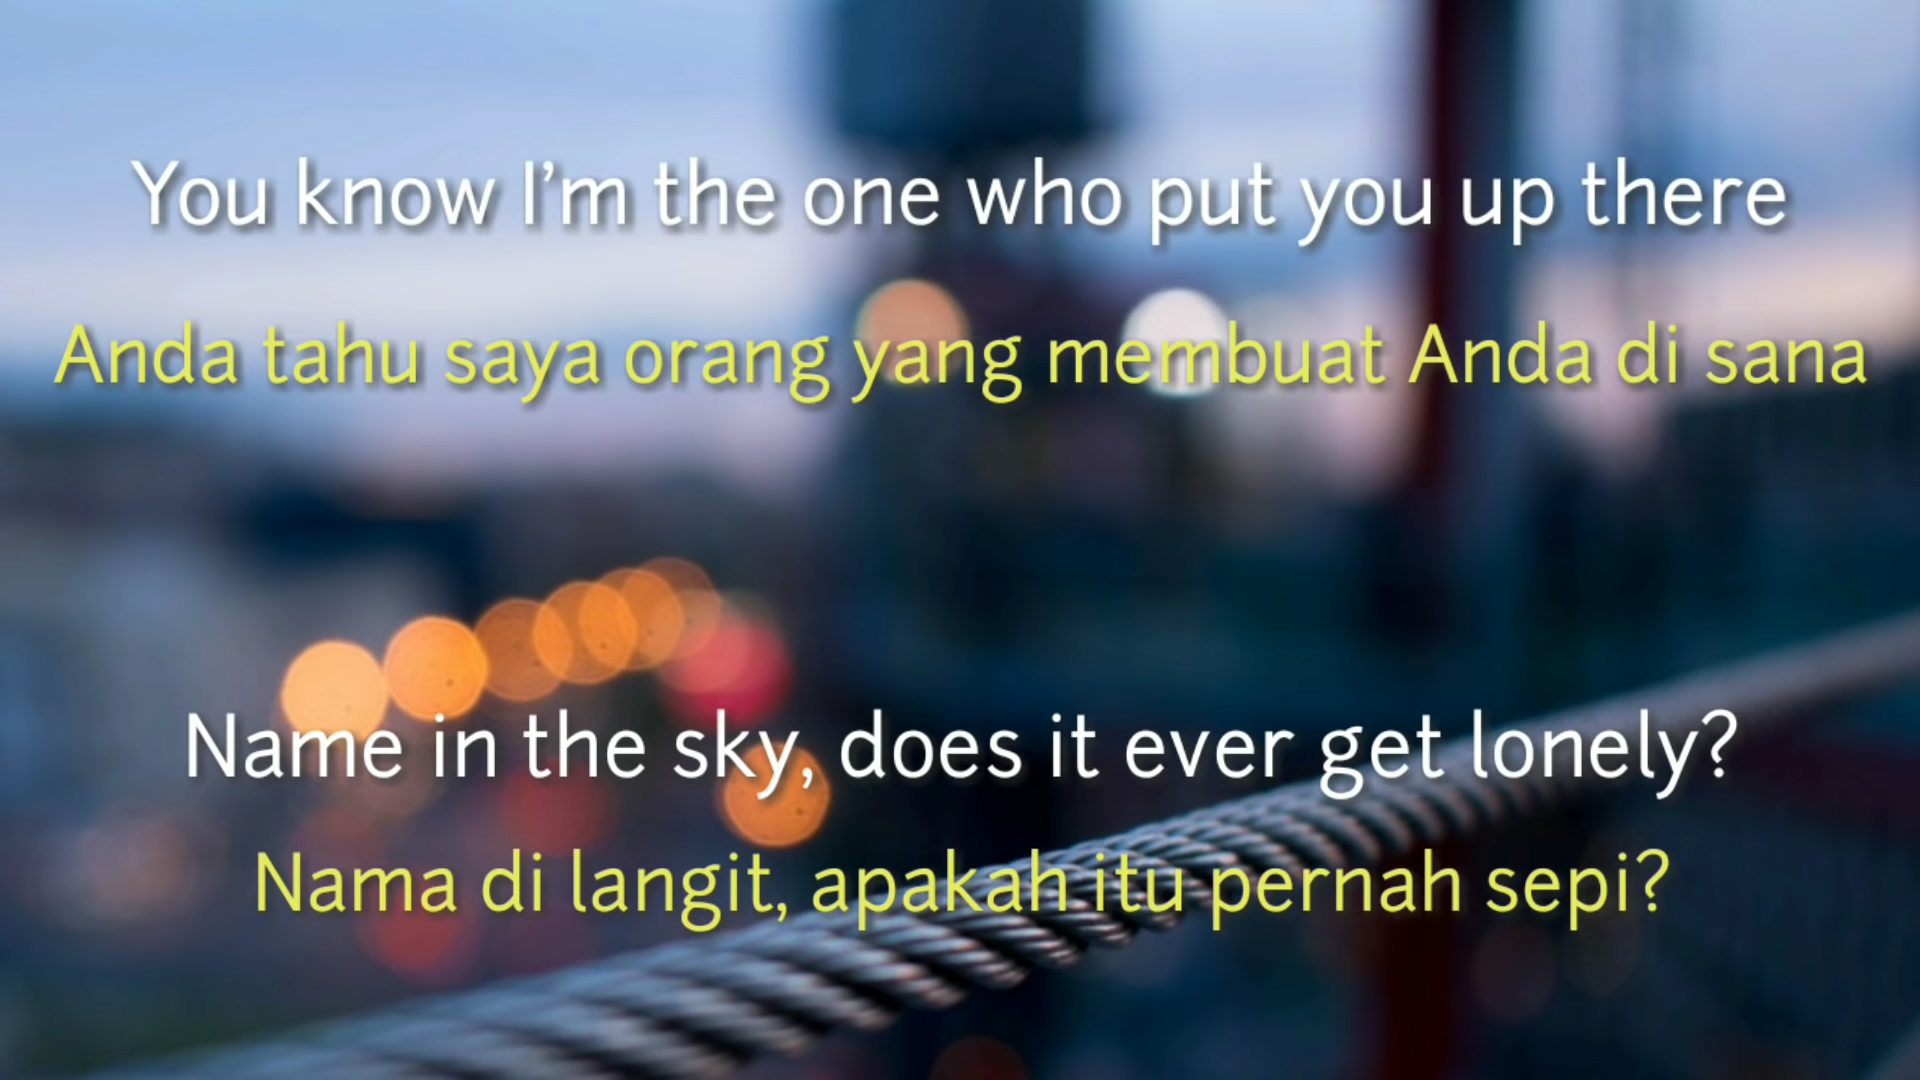 You know I’m the one who put you up there
Anda tahu saya orang yang membuat Anda di sana
Name in the sky, does it ever get lonely?
Nama di langit, apakah itu pernah sepi?